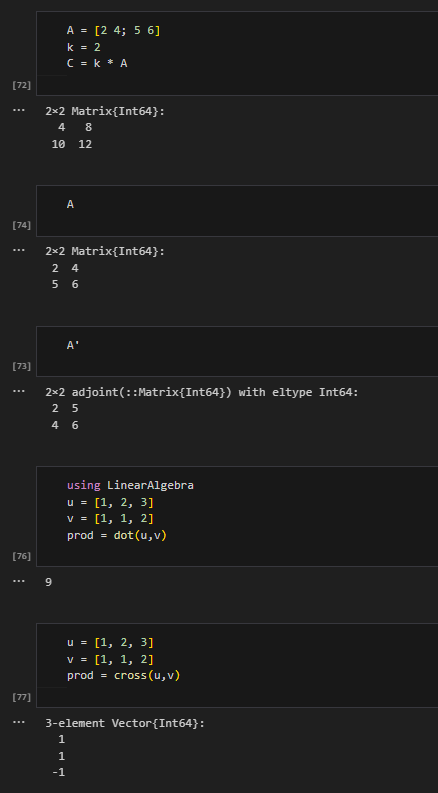 A = [2 4; 5 6]
k = 2
C = k * A
[72]
... 2×2 Matrix{Int64}:
4 8
10 12
A
[74]
... 2×2 Matrix{Int64}:
2 4
5 6
A'
[73]
... 2×2 adjoint(::Matrix{Int64}) with eltype Int64:
2 5
4 6
using LinearAlgebra
u = [1, 2, 3]
v = [1, 1, 2]
prod = dot(u,v)
[76]
... 9
u = [1, 2, 3]
v = [1, 1, 2]
prod = cross(u,v)
[77]
... 3-element Vector{Int64}:
1
1
-1